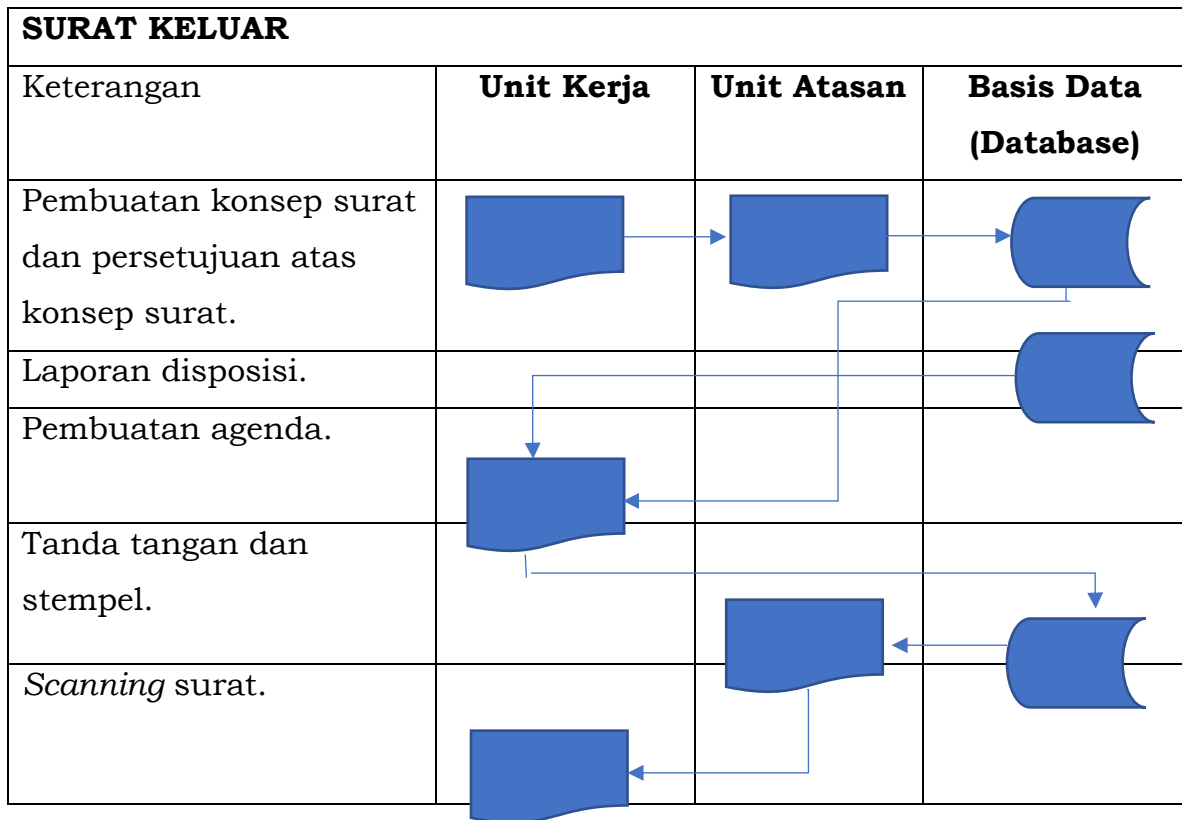 SURAT KELUAR
Keterangan
Unit Kerja
Unit Atasan
Basis Data
(Database)
Pembuatan konsep surat
dan persetujuan atas
konsep surat.
Laporan disposisi.
Pembuatan agenda.
Tanda tangan dan
stempel.
Scanning surat.